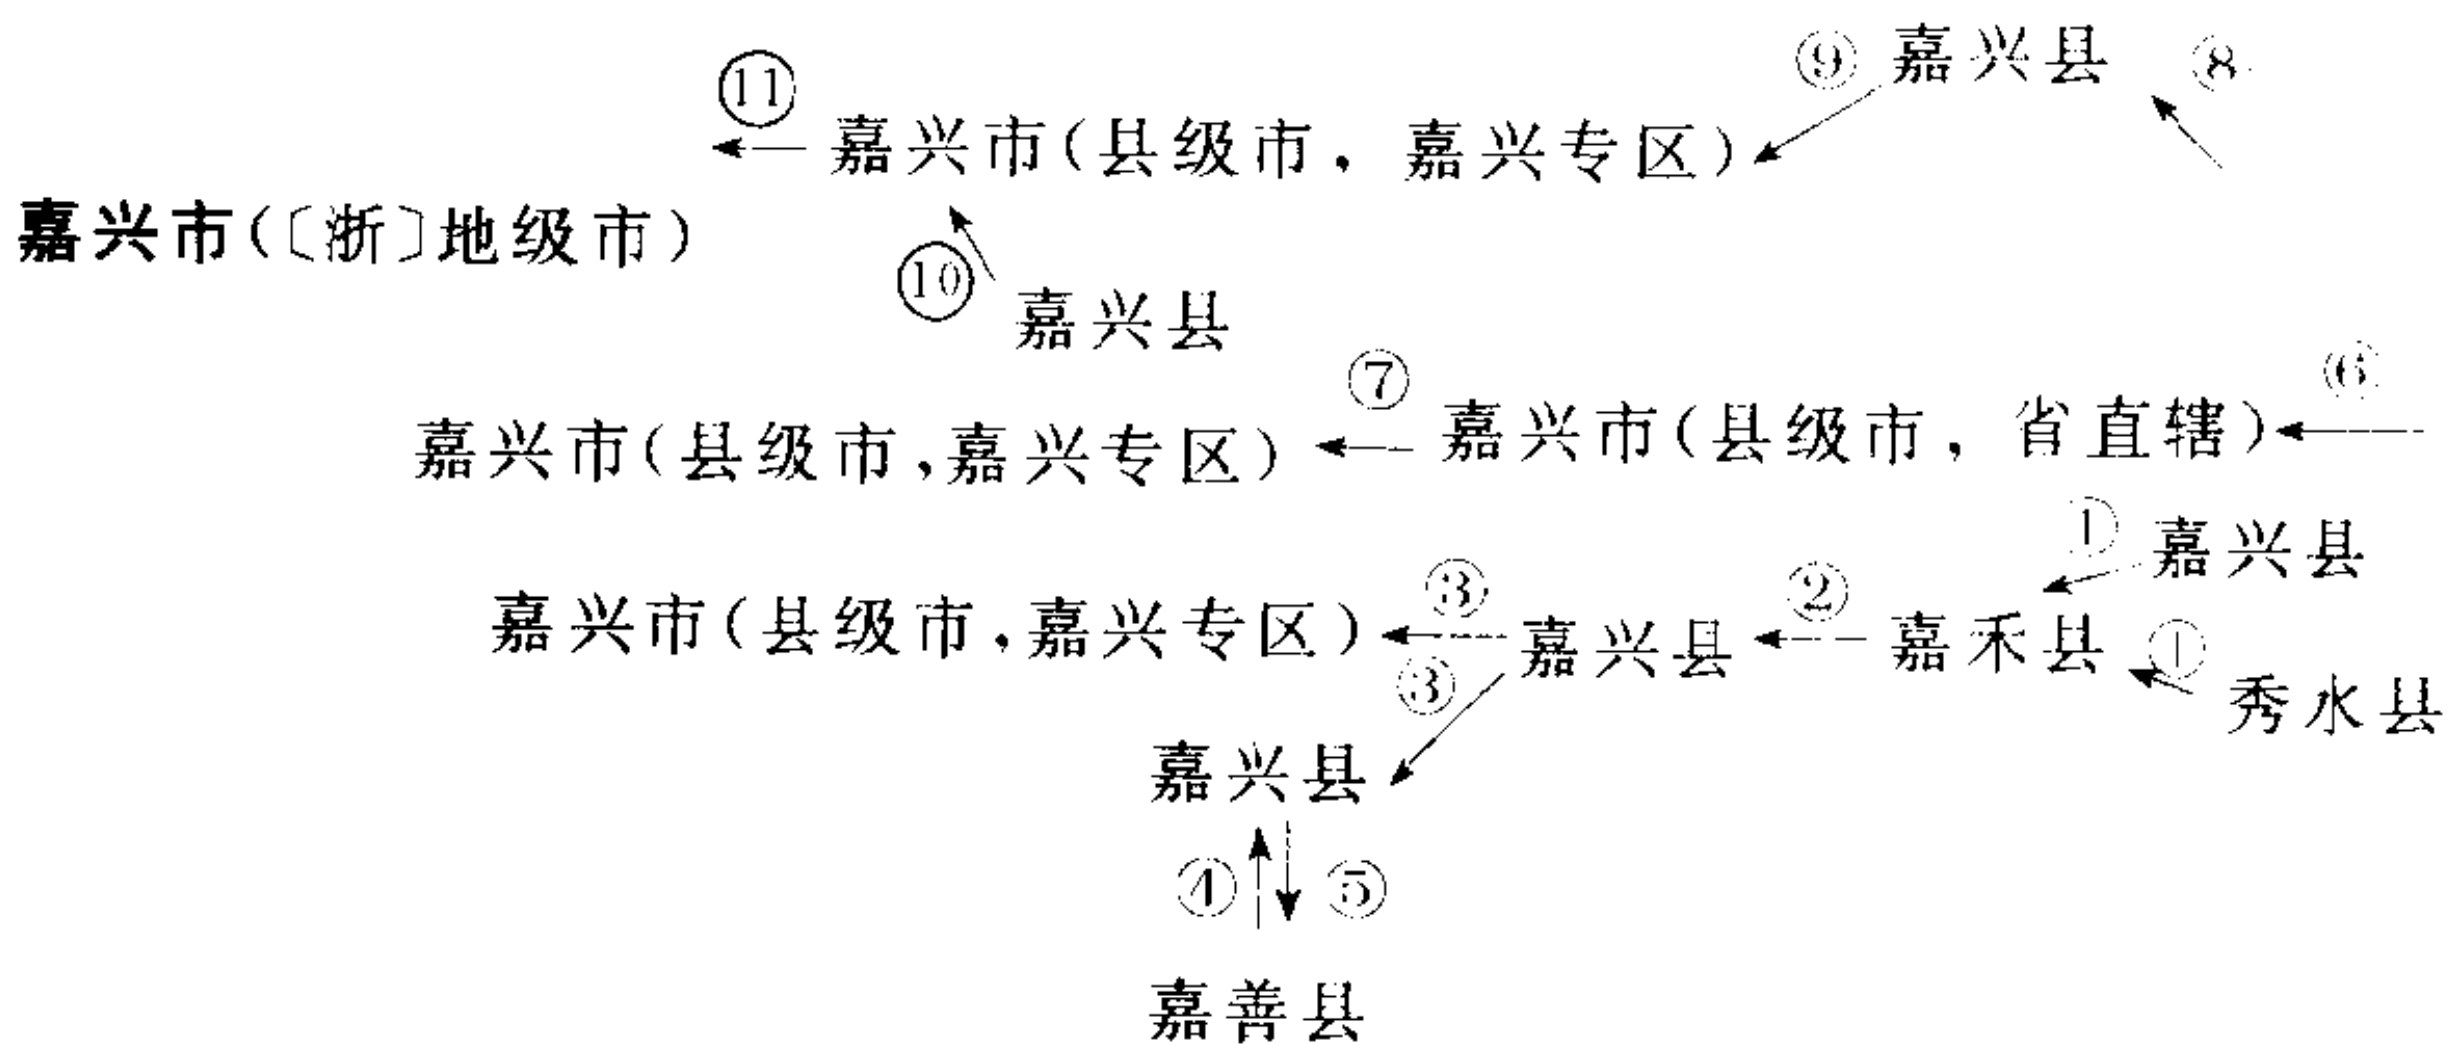 ⑨ 嘉兴县 ⑧
⑪ 嘉兴市(县级市，嘉兴专区)
嘉兴市(〔浙〕地级市)
⑩ 嘉兴县
⑦ ⑥
嘉兴市(县级市,嘉兴专区) 嘉兴市(县级市，省直辖)
① 嘉兴县
③ ②
嘉兴市(县级市,嘉兴专区) 嘉兴县 嘉禾县 ①
③ 秀水县
嘉兴县
④ ⑤
嘉善县